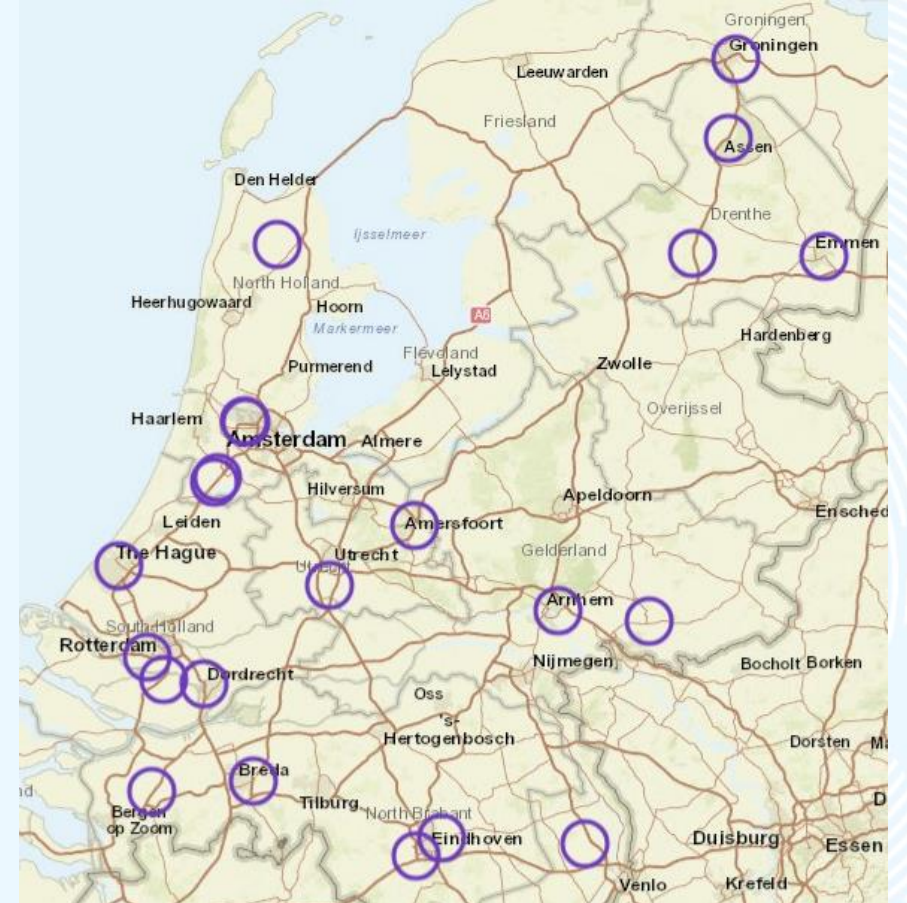 Groningen
Groningen
Leeuwarden
Friesland
Assen
Den Helder
Drenthe
Ijsselmeer
Emmen
North Holland
Heerhugowaard
Hoorn
A6
Markermeer
Hardenberg
Flevoland
Purmerend
Lelystad
Zwolle
Haarlem
Overijssel
Amsterdam
Almere
Hilversum
Apeldoorn
Ensched
Leiden
Amersfoort
The Hague
Utrecht
Gelderland
Utrecht
Arnhem
South Holland
Rotterdam
Nijmegen
Bocholt
Borken
Dordrecht
Oss
's-
Hertogenbosch
Dorsten
Ma
nd
Breda
D
Bergen
op Zoom
Tilburg
North Brabant
Eindhoven
Duisburg
Essen
Venlo
Krefeld